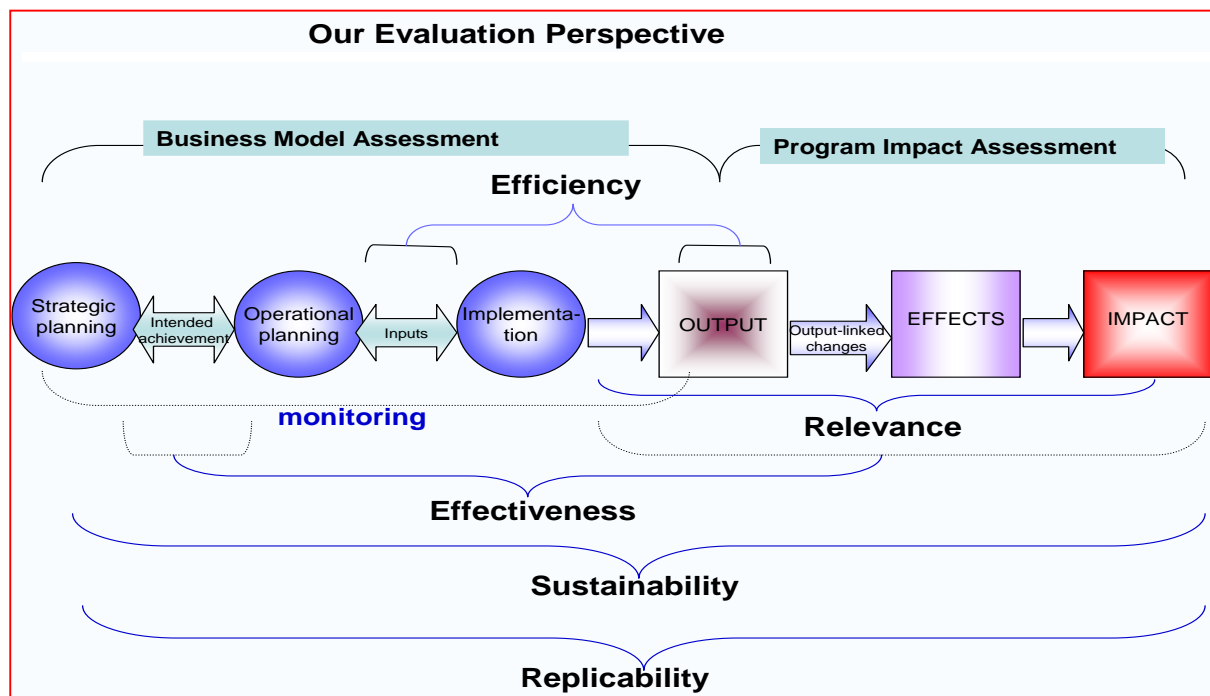 Our Evaluation Perspective
Business Model Assessment
Program Impact Assessment
Efficiency
Strategic
planning
Intended
achievement
Operational
planning
Inputs
Implementa-
tion
OUTPUT
Output-linked
changes
EFFECTS
IMPACT
monitoring
Relevance
Effectiveness
Sustainability
Replicability